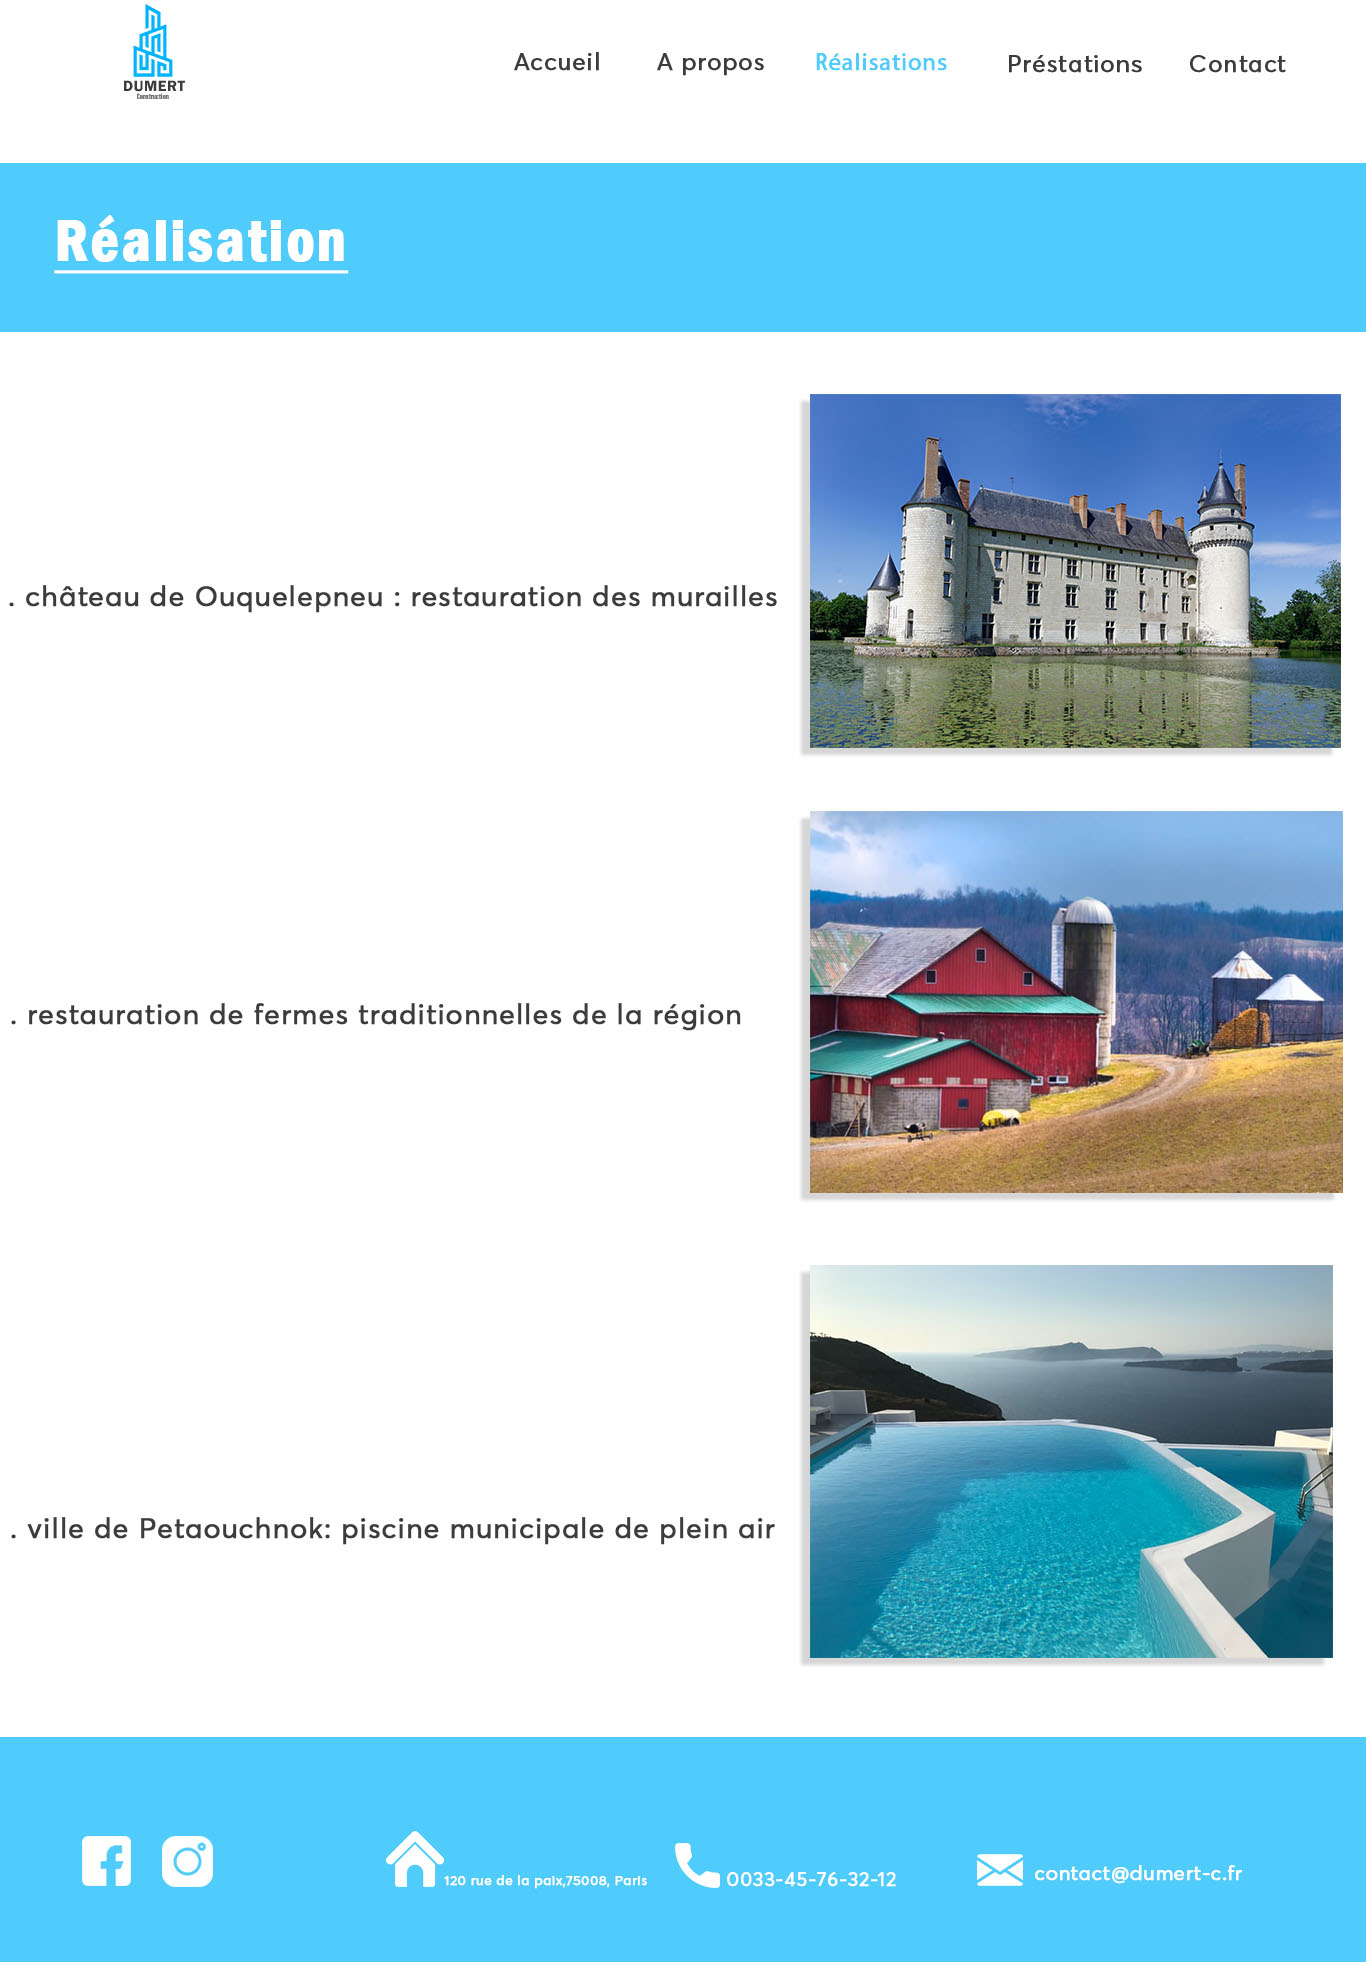 DUMERT
Construction
Accueil A propos Réalisations Préstations Contact
Réalisation
. château de Ouquelepneu : restauration des murailles
. restauration de fermes traditionnelles de la région
. ville de Petaouchnok: piscine municipale de plein air
120 rue de la paix,75008, Paris
0033-45-76-32-12
contact@dumert-c.fr